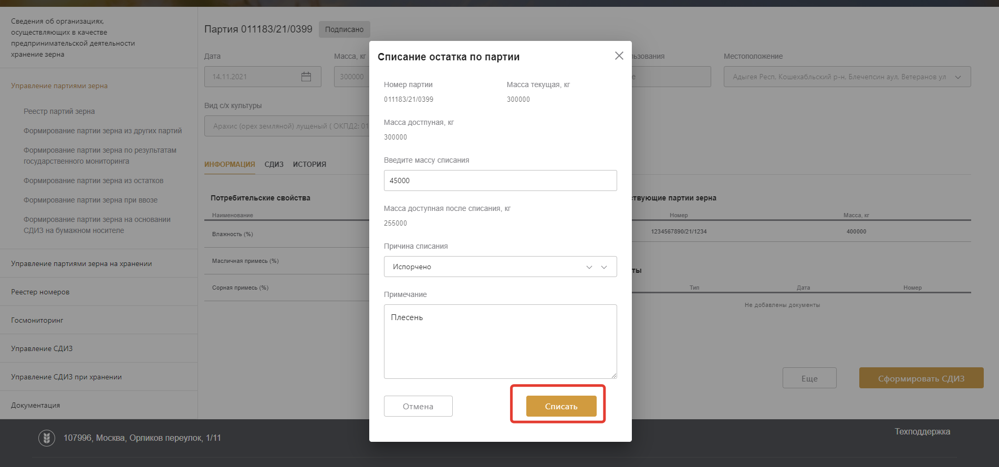 Сведения об организациях,
осуществляющих в качестве
предпринимательской деятельности
хранение зерна
Управление партиями зерна
Реестр партий зерна
Формирование партии зерна из других партий
Формирование партии зерна по результатам
государственного мониторинга
Формирование партии зерна из остатков
Формирование партии зерна при ввозе
Формирование партии зерна на основании
СДИЗ на бумажном носителе
Управление партиями зерна на хранении
Реестер номеров
Госмониторинг
Управление СДИЗ
Управление СДИЗ при хранении
Документация
Партия 011183/21/0399 Подписано
Дата Масса, кг льзования Местоположение
14.11.2021 300000 е Адыгея Респ, Кошехабльский р-н, Блечепсин аул, Ветеранов ул
Вид с/х культуры
Арахис (орех земляной) лущеный ( ОКПД2: 01
ИНФОРМАЦИЯ СДИЗ ИСТОРИЯ
Потребительские свойства
Наименование
Влажность (%)
Масличная примесь (%)
Сорная примесь (%)
ствующие партии зерна
Номер Масса, кг
1234567890/21/1234 400000
ты
Тип Дата Номер
Не добавлены документы
Еще Сформировать СДИЗ
Списание остатка по партии
Номер партии Масса текущая, кг
011183/21/0399 300000
Масса достпуная, кг
300000
Введите массу списания
45000
Масса доступная после списания, кг
255000
Причина списания
Испорчено
Примечание
Плесень
Отмена Списать
107996, Москва, Орликов переулок, 1/11
Техподдержка